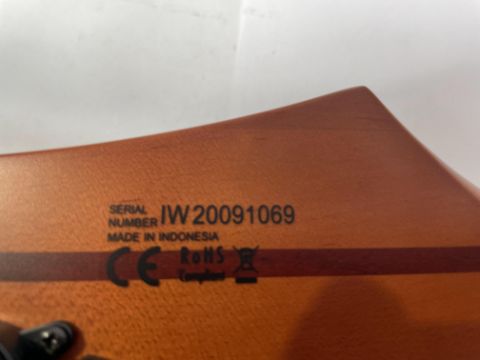 SERIAL
NUMBER IW20091069
MADE IN INDONESIA
CE RoHS
Compliant